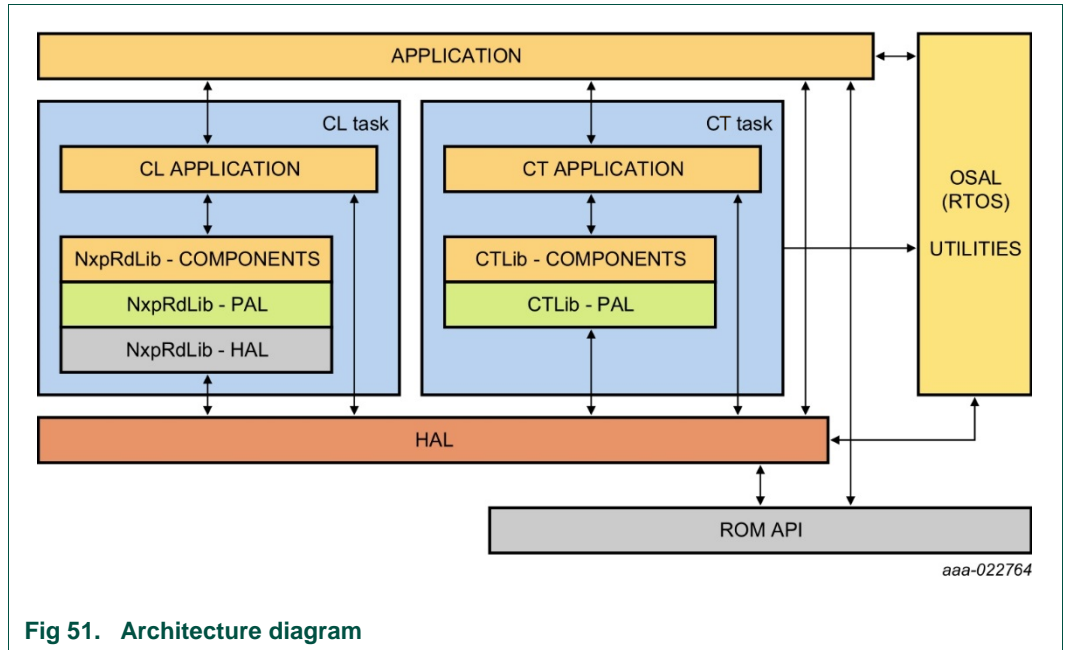 APPLICATION
CL task
CL APPLICATION
NxpRdLib - COMPONENTS
NxpRdLib - PAL
NxpRdLib - HAL
CT task
CT APPLICATION
CTLib - COMPONENTS
CTLib - PAL
OSAL
(RTOS)
UTILITIES
HAL
ROM API
aaa-022764
Fig 51. Architecture diagram